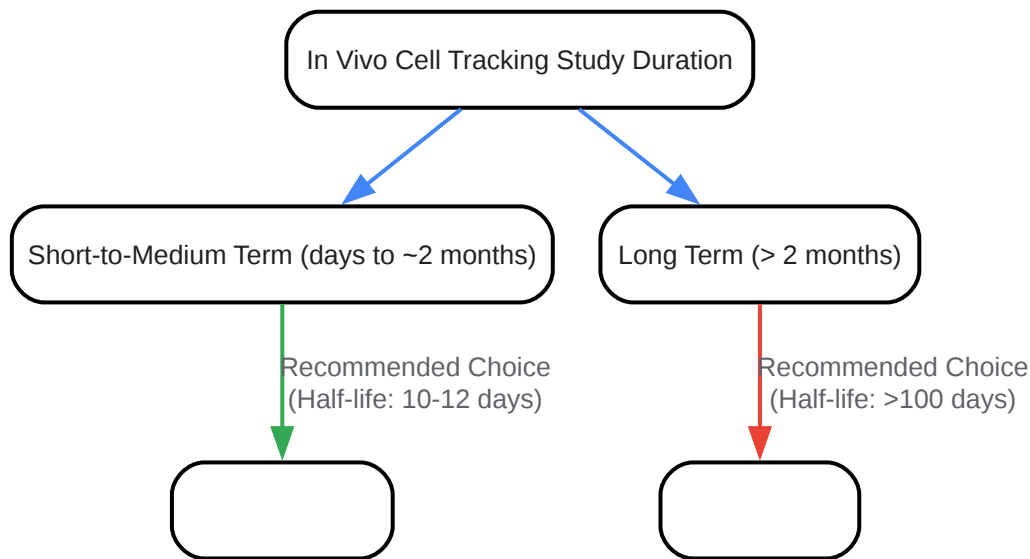 In Vivo Cell Tracking Study Duration
Short-to-Medium Term (days to ~2 months)
Long Term (> 2 months)
Recommended Choice
(Half-life: 10-12 days)
Recommended Choice
(Half-life: >100 days)